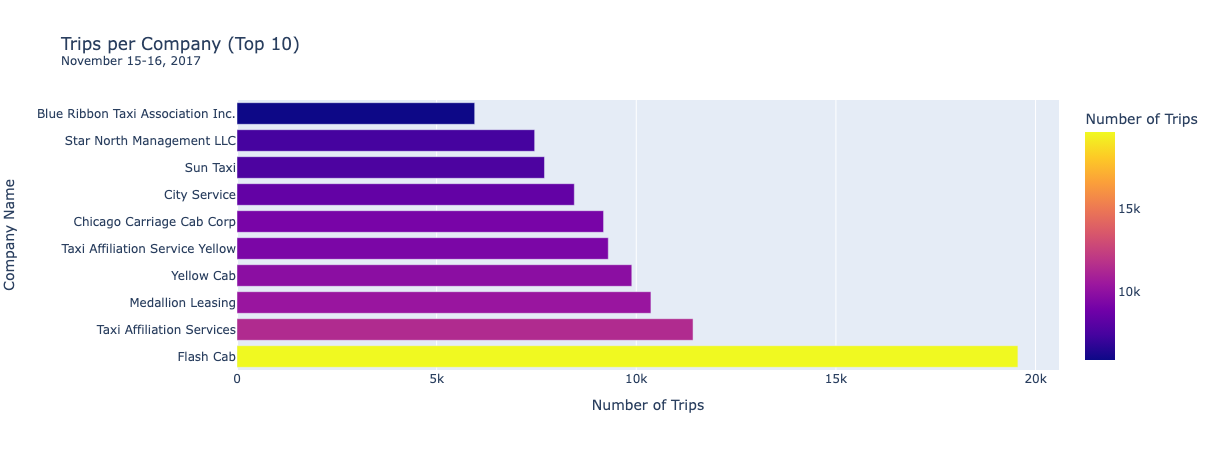 Trips per Company (Top 10)
November 15-16, 2017
Company Name
Blue Ribbon Taxi Association Inc.
Star North Management LLC
Sun Taxi
City Service
Chicago Carriage Cab Corp
Taxi Affiliation Service Yellow
Yellow Cab
Medallion Leasing
Taxi Affiliation Services
Flash Cab
0 5k 10k 15k 20k
Number of Trips
Number of Trips
15k
10k